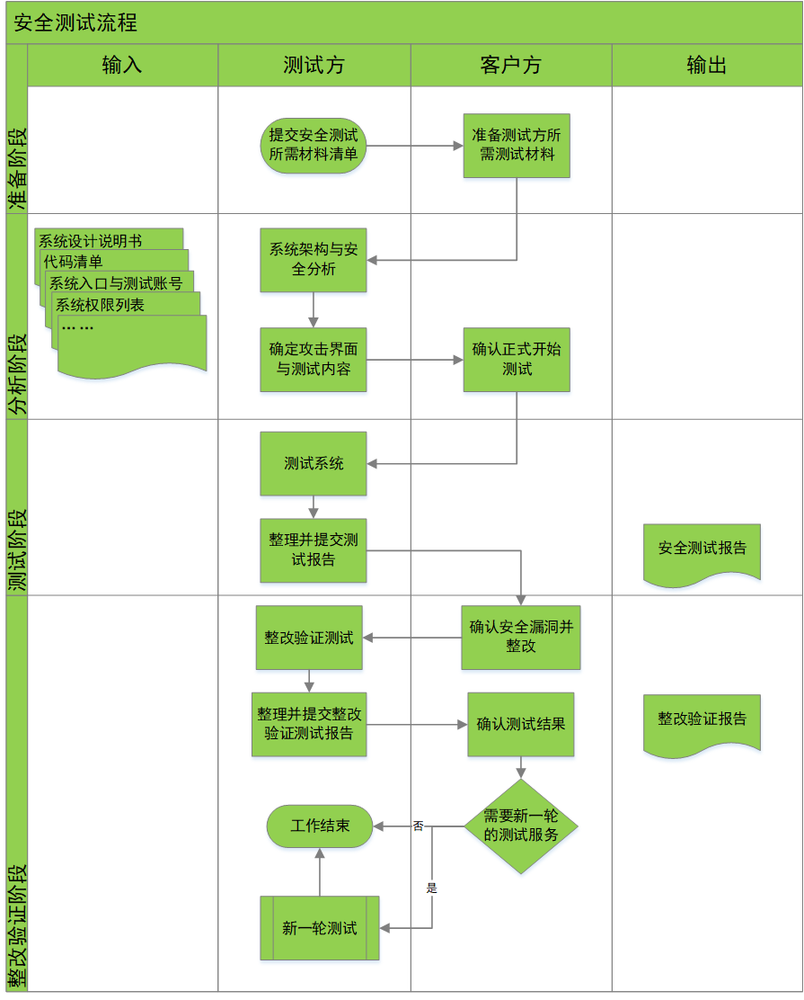 安全测试流程
输入
测试方
客户方
输出
准备阶段
提交安全测试
所需材料清单
准备测试方所
需测试材料
分析阶段
系统设计说明书
代码清单
系统入口与测试账号
系统权限列表
... ...
系统架构与安
全分析
确定攻击界面
与测试内容
确认正式开始
测试
测试阶段
测试系统
整理并提交测
试报告
安全测试报告
整改验证阶段
确认安全漏洞并
整改
整改验证测试
整理并提交整改
验证测试报告
确认测试结果
整改验证报告
需要新一轮
的测试服务
否
工作结束
是
新一轮测试